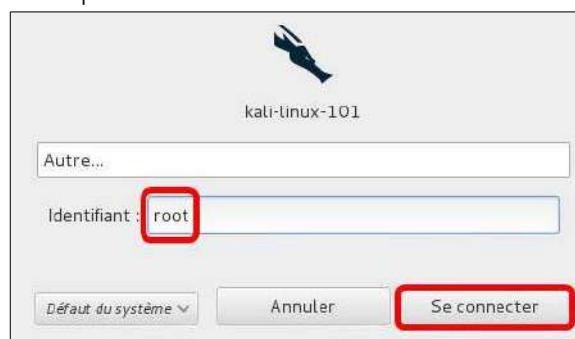 kali-linux-101
Autre...
Identifiant : root
Défaut du système Annuler Se connecter